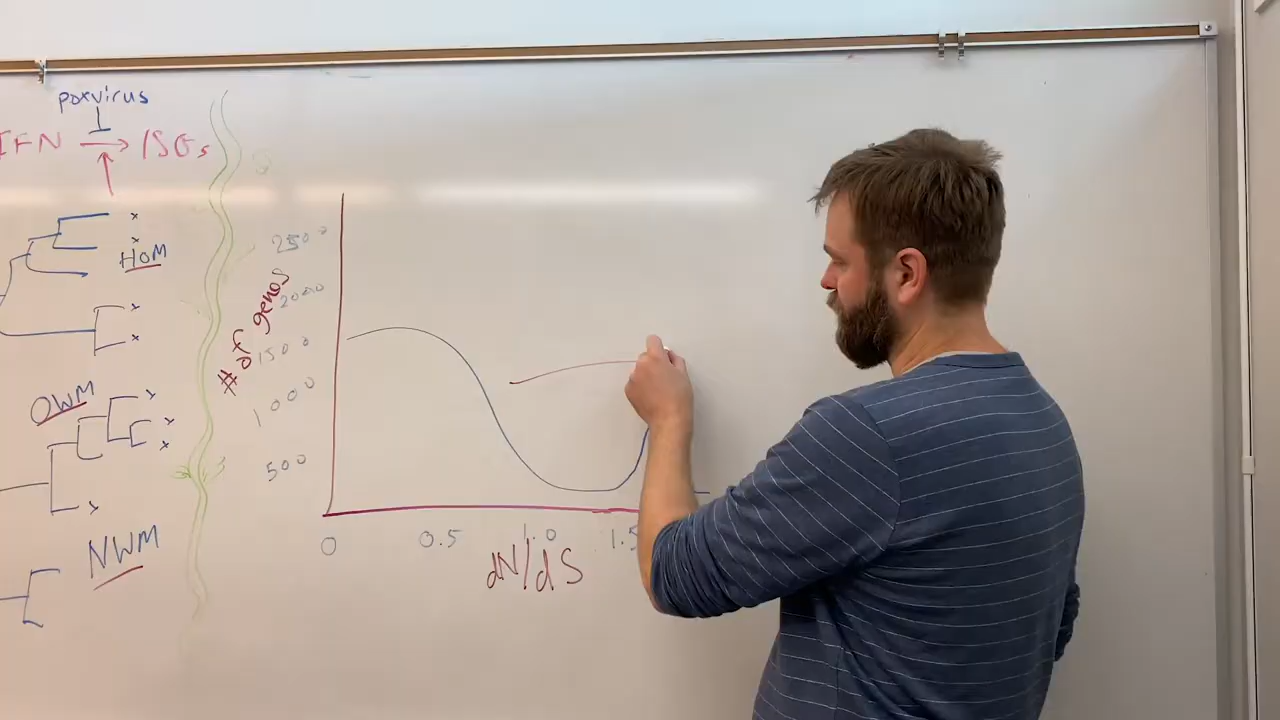 poxvirus
IFN → ISGs
x
x
HOM
x
x
OWM
x
x
x
x
NWM
# of genes
2500
2000
1500
1000
500
0 0.5 1.0 1.5
dN/dS